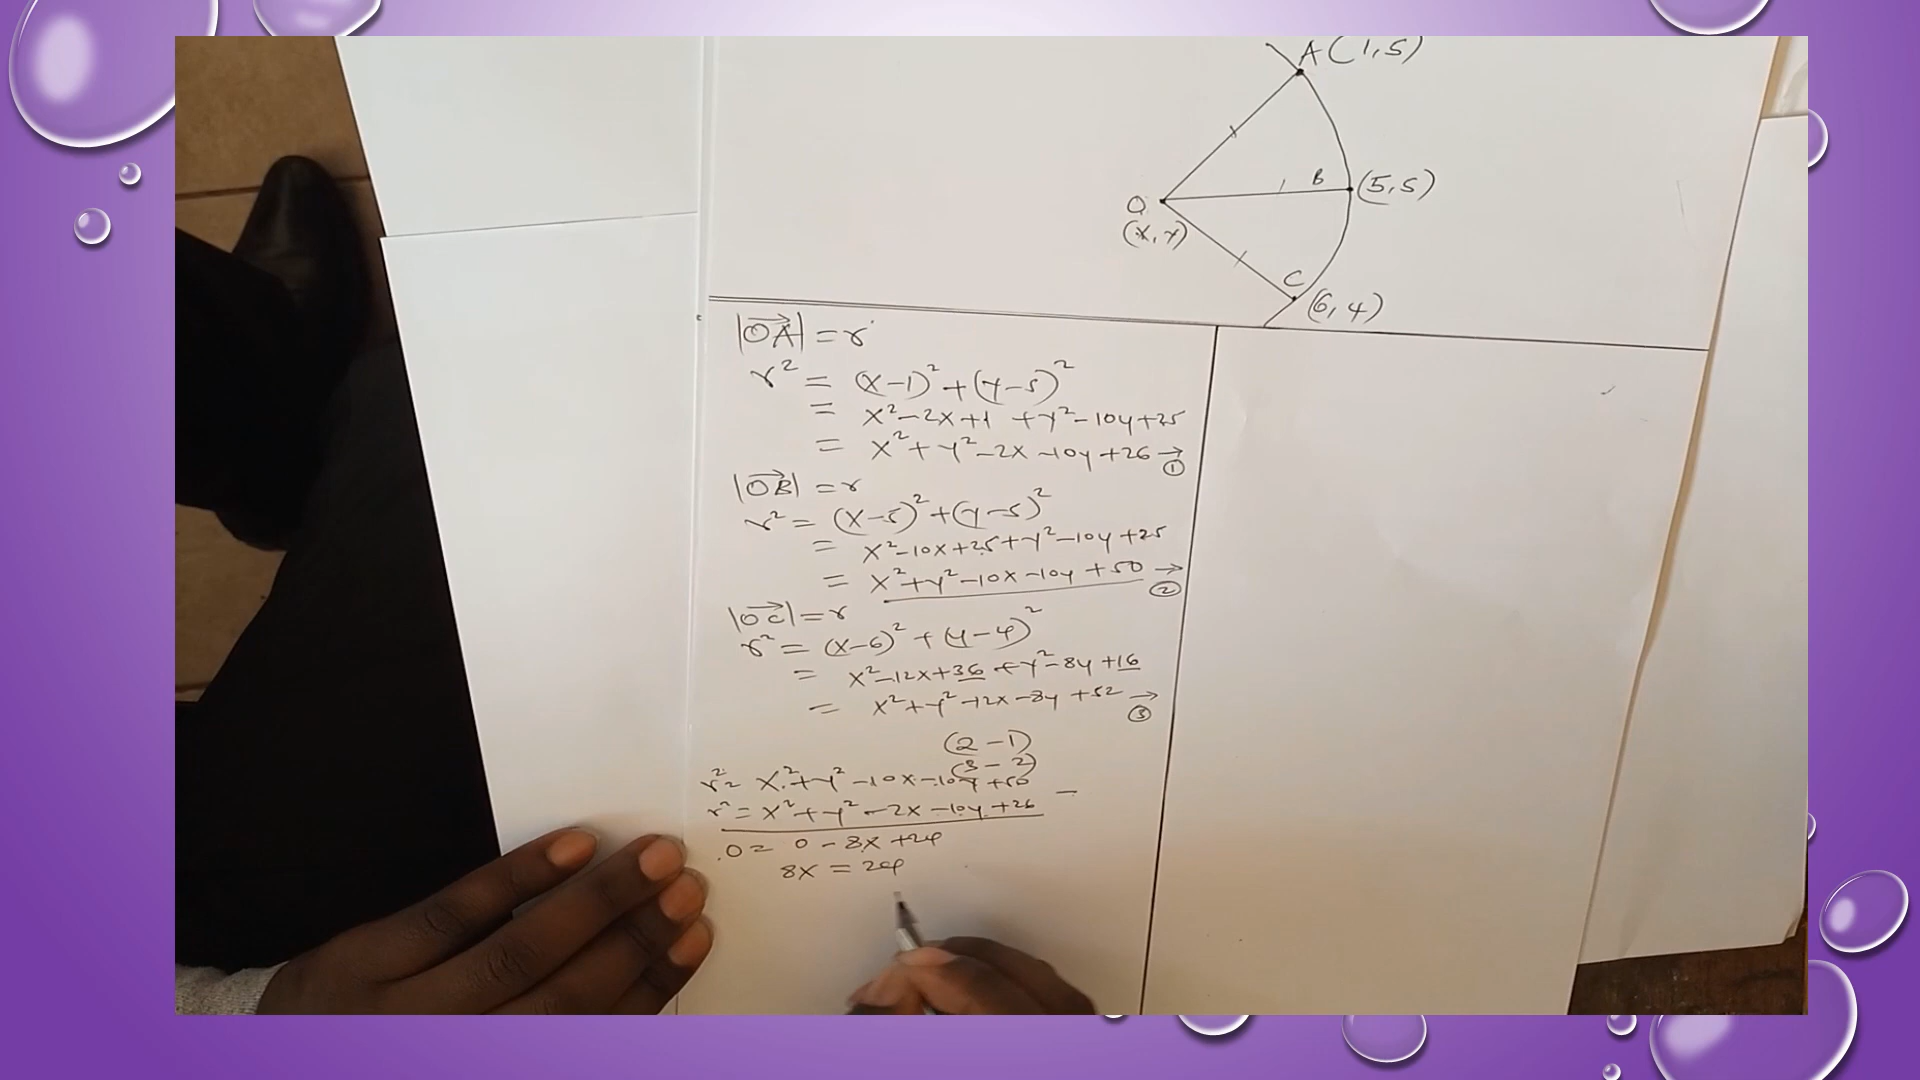 A(1,5)
B (5,5)
O
(x,y)
C
(6,4)
|OA| = r
r² = (x-1)² + (y-5)²
= x²-2x+1 + y²-10y+25
= x²+y²-2x-10y+26 → ①
|OB| = r
r² = (x-5)² + (y-5)²
= x²-10x+25+y²-10y+25
= x²+y²-10x-10y+50 → ②
|OC| = r
r² = (x-6)² + (y-4)²
= x²-12x+36+y²-8y+16
= x²+y²-12x-8y+52 → ③
(2-1)
(3-2)
r² = x²+y²-10x-10y+50
r² = x²+y²-2x-10y+26 -
0 = 0-8x+24
8x = 24